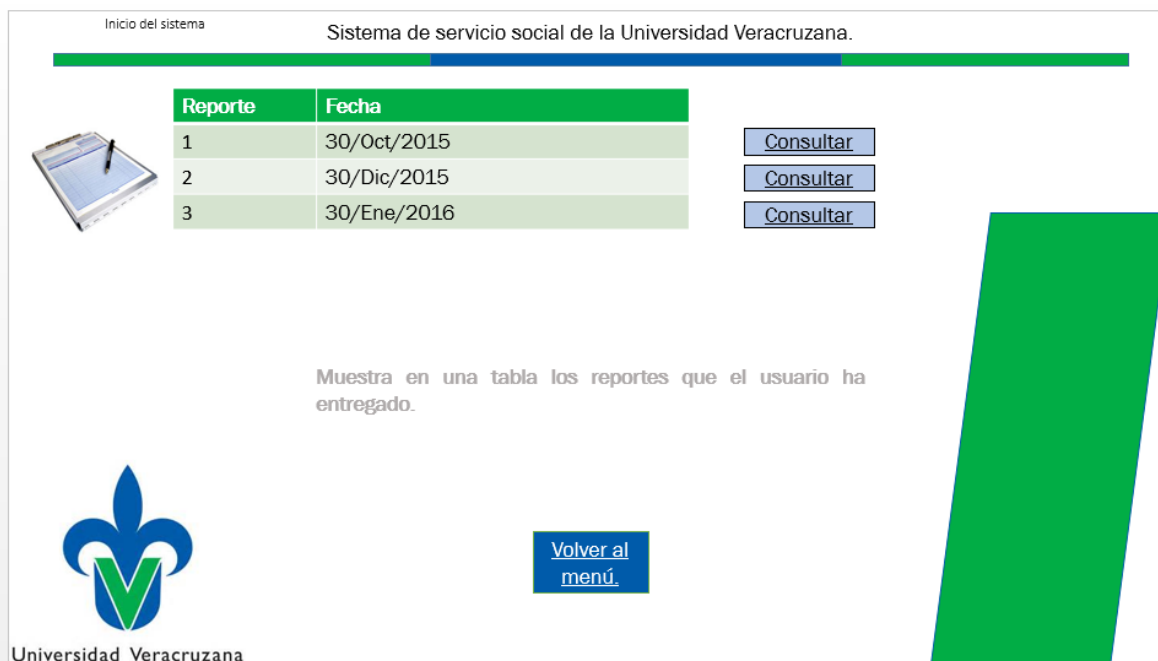 Inicio del sistema
Sistema de servicio social de la Universidad Veracruzana.
Reporte Fecha
1 30/Oct/2015 Consultar
2 30/Dic/2015 Consultar
3 30/Ene/2016 Consultar
Muestra en una tabla los reportes que el usuario ha
entregado.
Volver al
menú.
Universidad Veracruzana